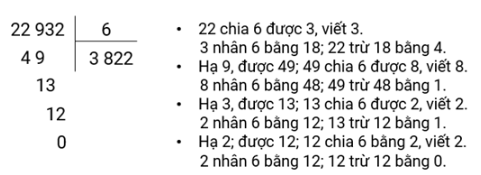 22 932 6
4 9 3 822
13
12
0
• 22 chia 6 được 3, viết 3.
3 nhân 6 bằng 18; 22 trừ 18 bằng 4.
• Hạ 9, được 49; 49 chia 6 được 8, viết 8.
8 nhân 6 bằng 48; 49 trừ 48 bằng 1.
• Hạ 3, được 13; 13 chia 6 được 2, viết 2.
2 nhân 6 bằng 12; 13 trừ 12 bằng 1.
• Hạ 2; được 12; 12 chia 6 bằng 2, viết 2.
2 nhân 6 bằng 12; 12 trừ 12 bằng 0.